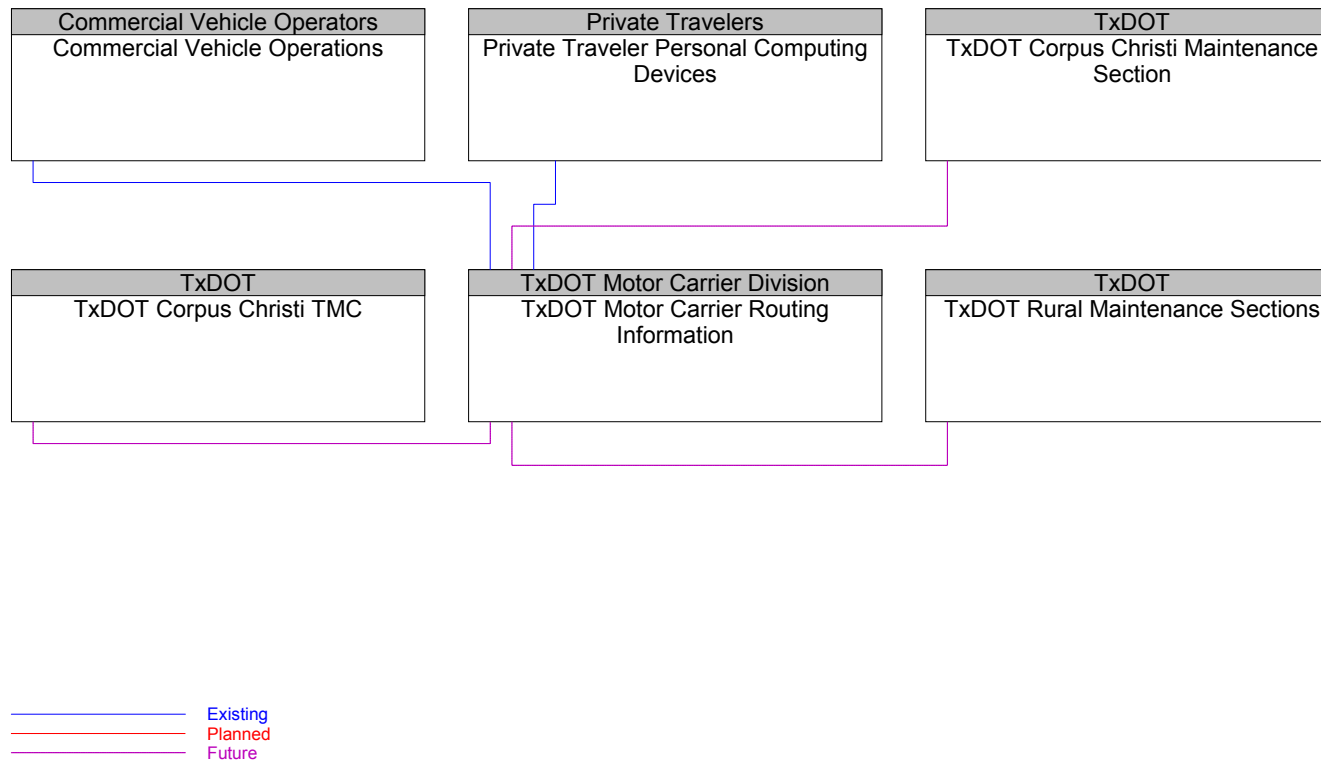 Commercial Vehicle Operators
Commercial Vehicle Operations
Private Travelers
Private Traveler Personal Computing
Devices
TxDOT
TxDOT Corpus Christi Maintenance
Section
TxDOT
TxDOT Corpus Christi TMC
TxDOT Motor Carrier Division
TxDOT Motor Carrier Routing
Information
TxDOT
TxDOT Rural Maintenance Sections
Existing
Planned
Future